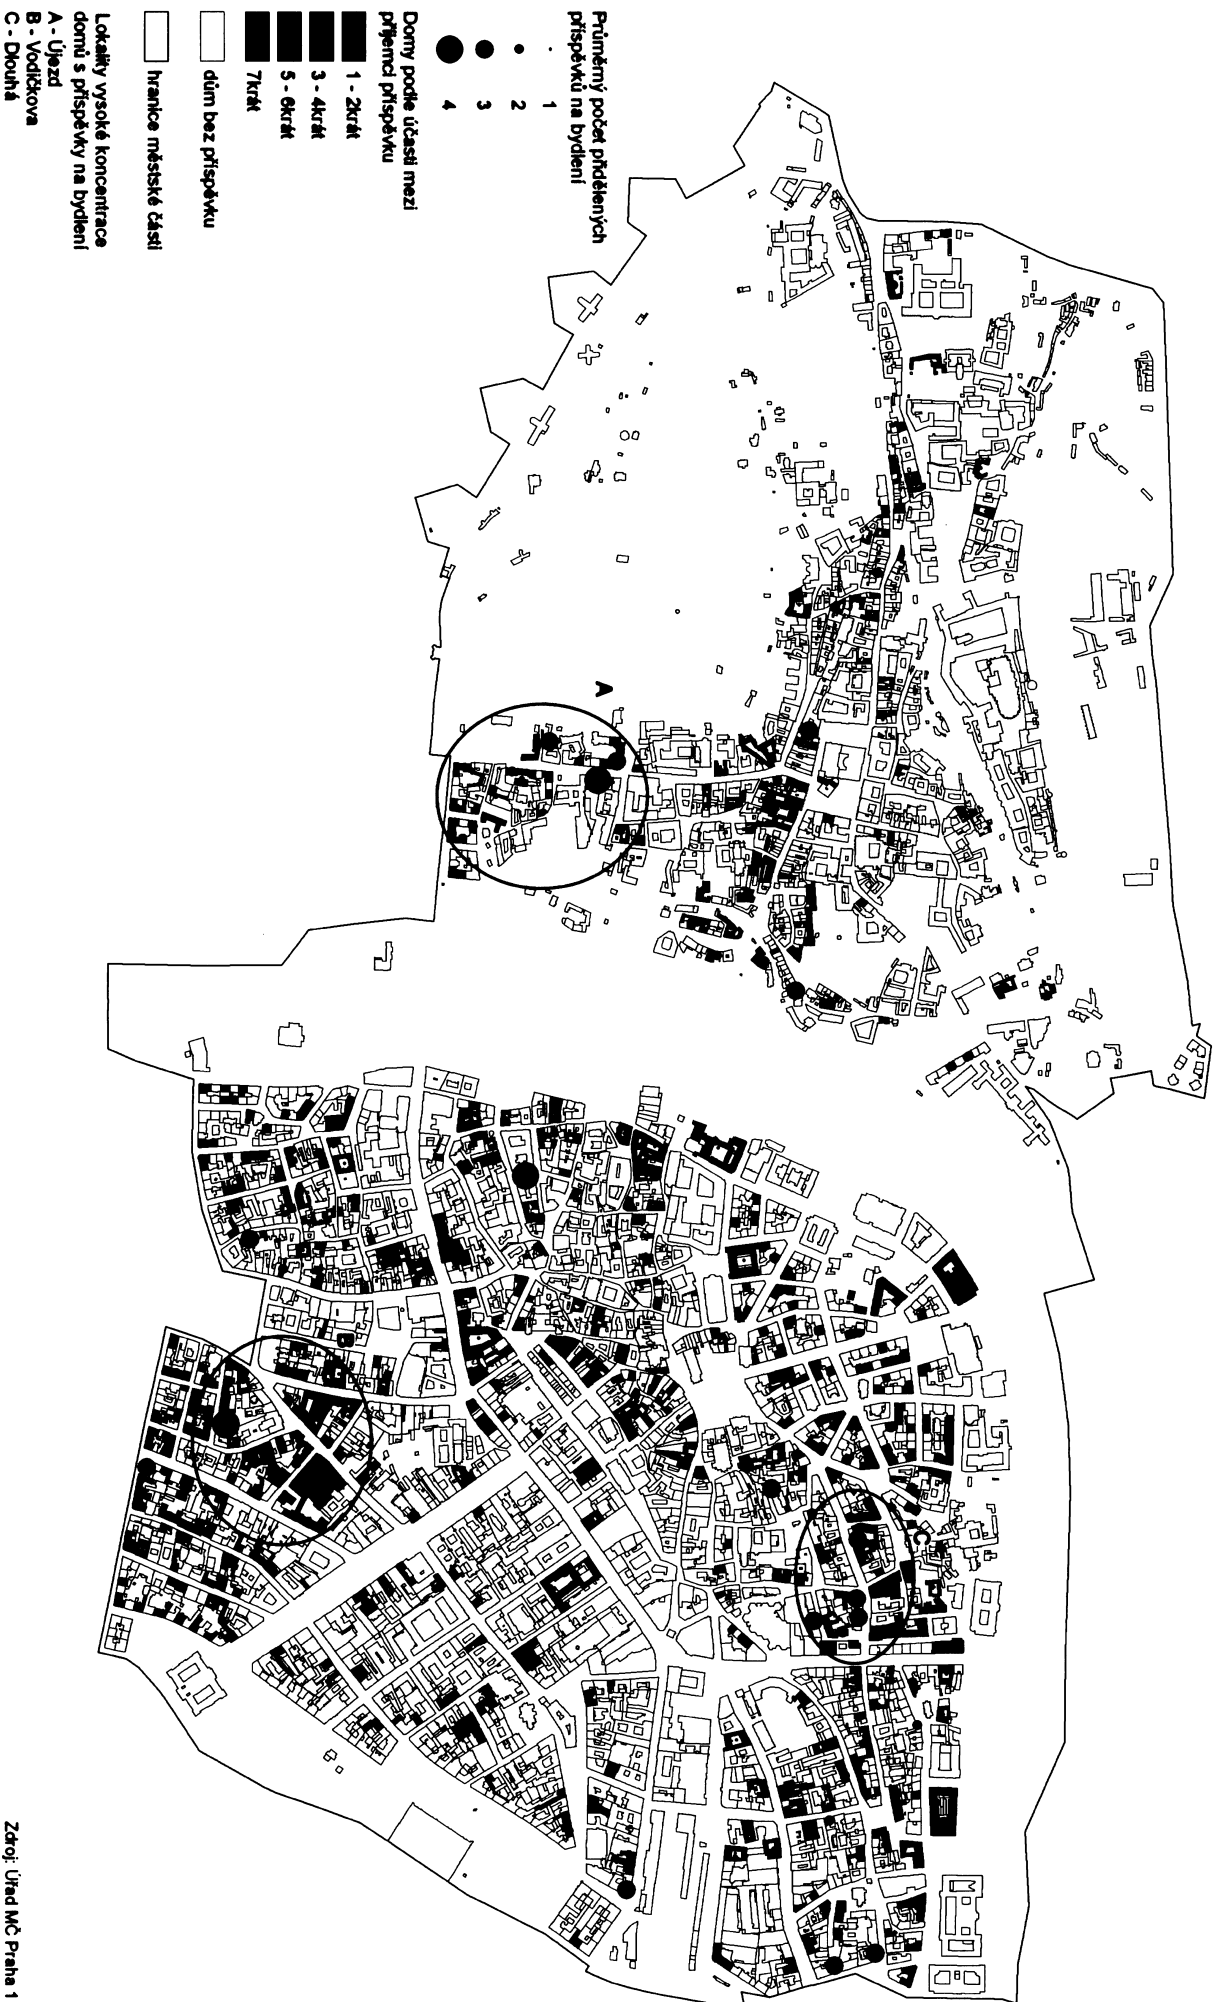 Průměrný počet přidělených
příspěvků na bydlení
1
2
3
4
Domy podle účasti mezi
příjemci příspěvku
1 - 2krát
3 - 4krát
5 - 6krát
7krát
dům bez příspěvku
hranice městské části
Lokality vysoké koncentrace
domů s příspěvky na bydlení
A - Újezd
B - Vodičkova
C - Dlouhá
A
B
C
Zdroj: Úřad MČ Praha 1